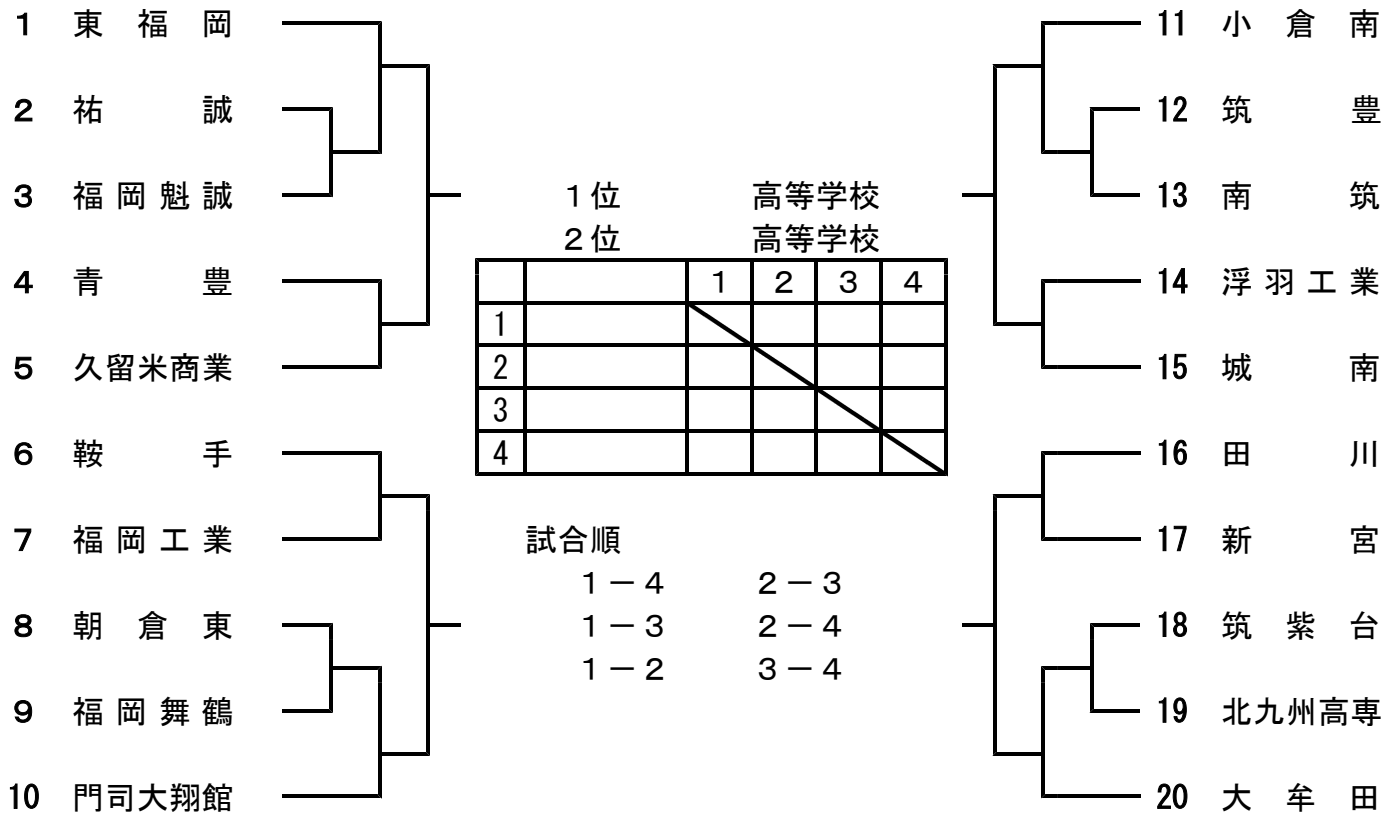 1 東福岡
2 祐誠
3 福岡魁誠
4 青豊
5 久留米商業
6 鞍手
7 福岡工業
8 朝倉東
9 福岡舞鶴
10 門司大翔館
1位 高等学校
2位 高等学校
1 2 3 4
1
2
3
4
試合順
1－4 2－3
1－3 2－4
1－2 3－4
11 小倉南
12 筑豊
13 南筑
14 浮羽工業
15 城南
16 田川
17 新宮
18 筑紫台
19 北九州高専
20 大牟田